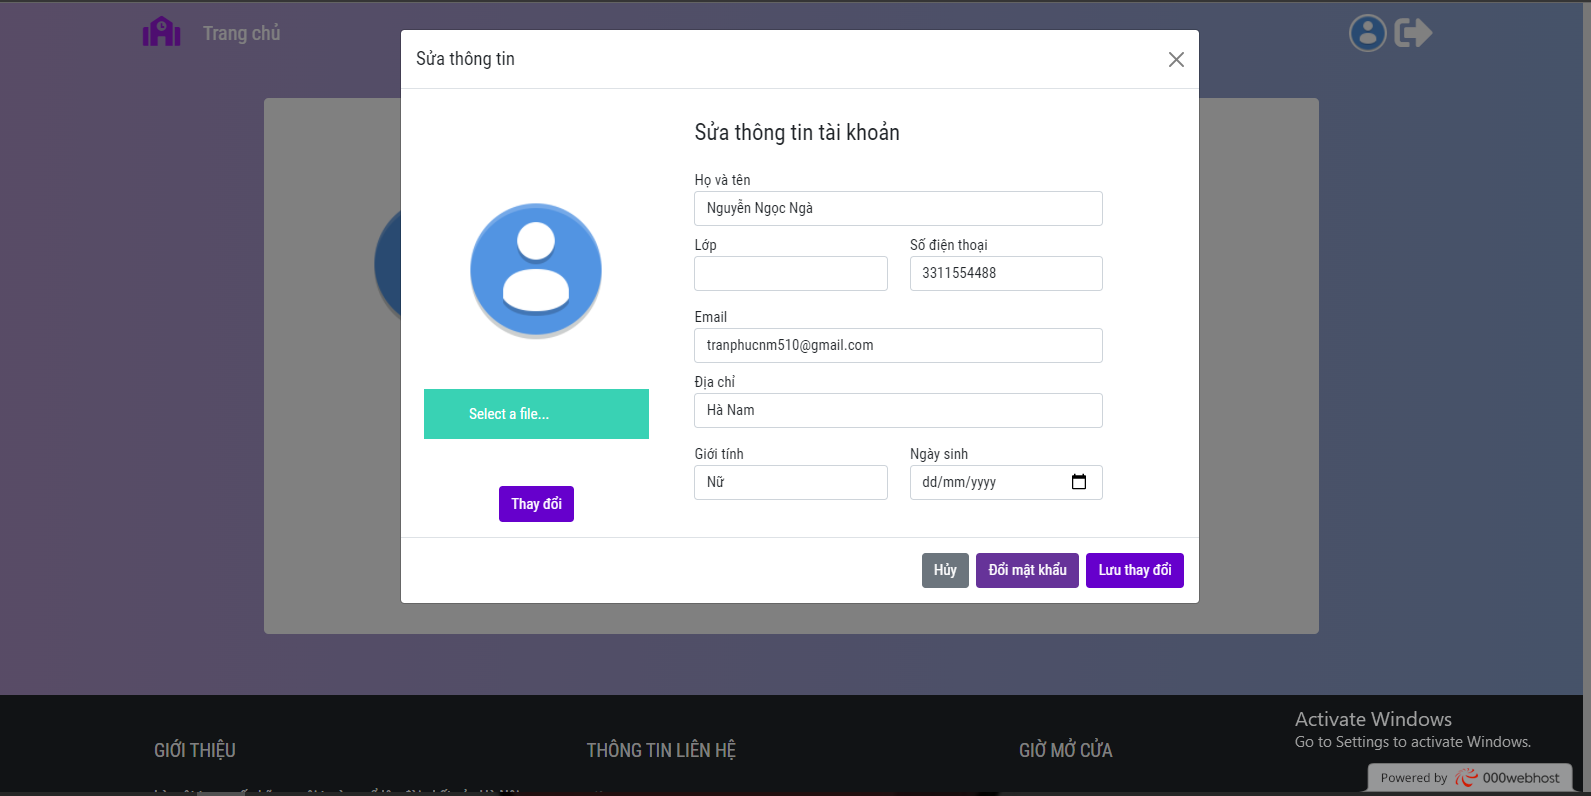 Trang chủ
Sửa thông tin
Sửa thông tin tài khoản
Họ và tên
Nguyễn Ngọc Ngà
Lớp
Số điện thoại
3311554488
Email
tranphucnm510@gmail.com
Địa chỉ
Hà Nam
Giới tính
Ngày sinh
Nữ
dd/mm/yyyy
Select a file...
Thay đổi
Hủy
Đổi mật khẩu
Lưu thay đổi
GIỚI THIỆU
THÔNG TIN LIÊN HỆ
GIỜ MỞ CỬA
Activate Windows
Go to Settings to activate Windows.
Powered by 000webhost